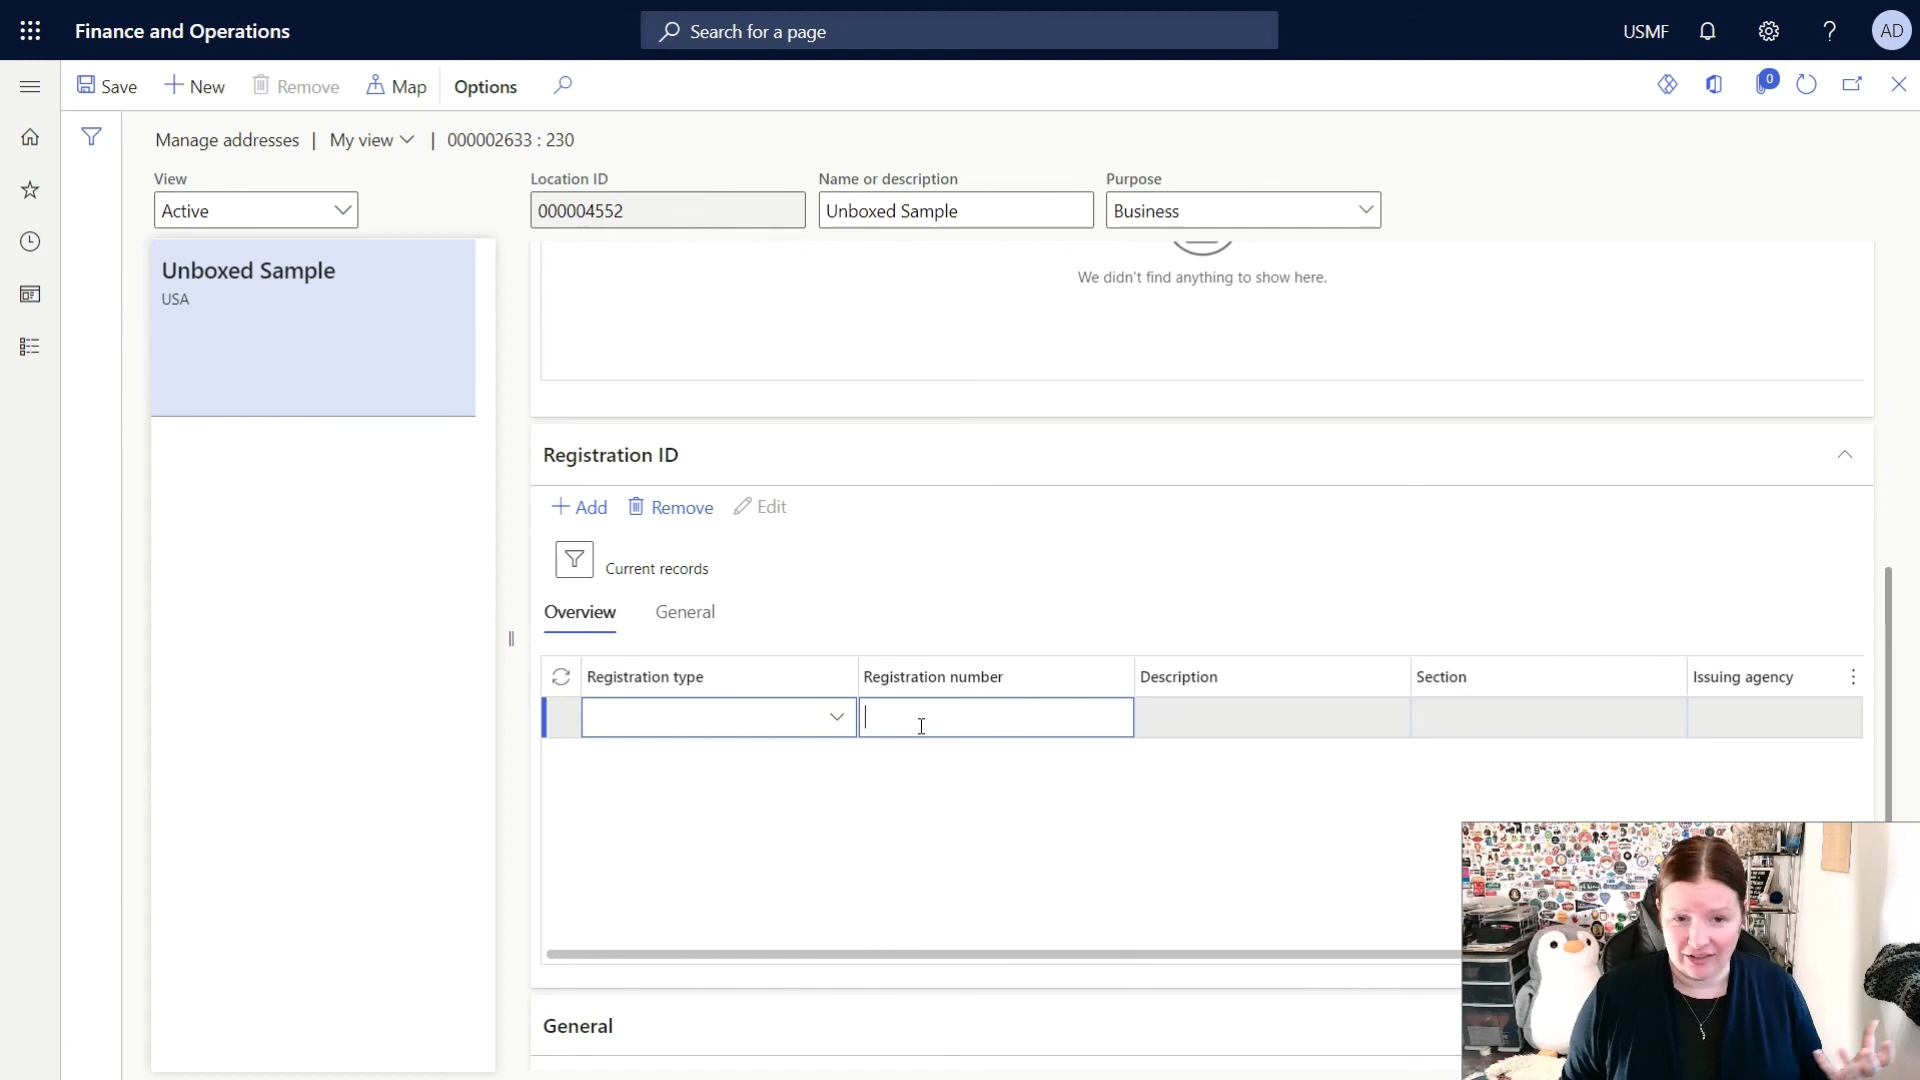 Finance and Operations
Search for a page
USMF
AD
Save
New
Remove
Map
Options
0
Manage addresses | My view | 000002633 : 230
View
Location ID
Name or description
Purpose
Active
000004552
Unboxed Sample
Business
Unboxed Sample
USA
We didn't find anything to show here.
Registration ID
Add
Remove
Edit
Current records
Overview
General
Registration type
Registration number
Description
Section
Issuing agency
General